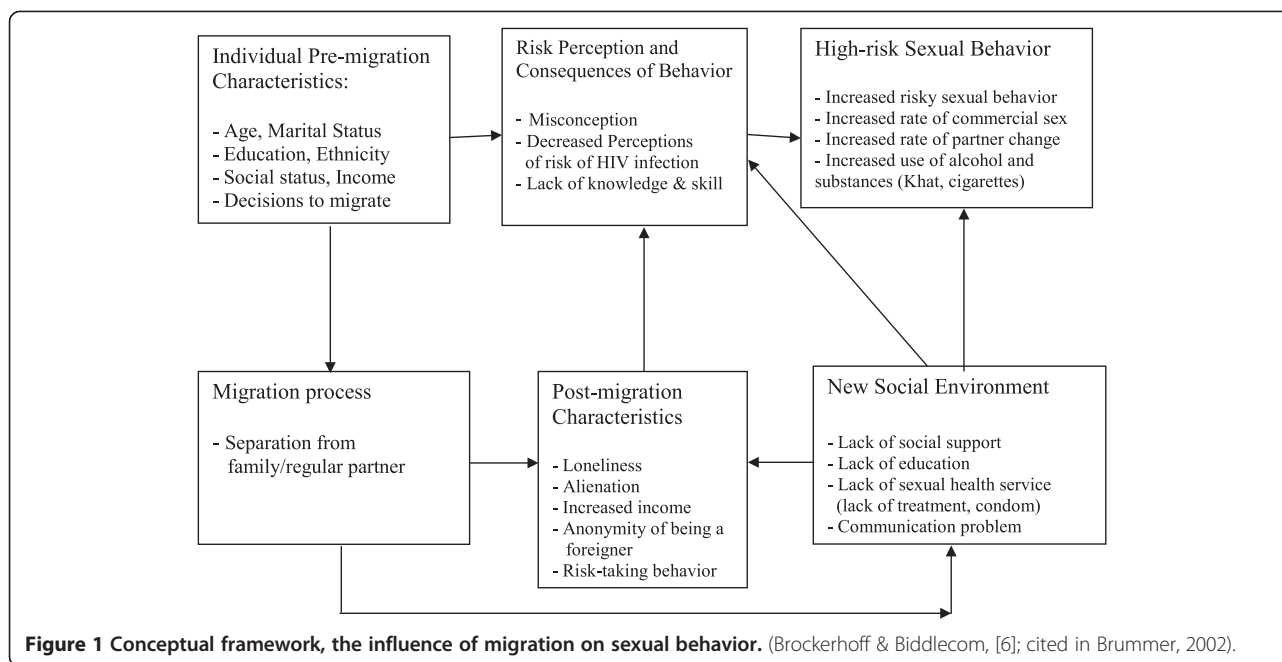 Individual Pre-migration
Characteristics:
- Age, Marital Status
- Education, Ethnicity
- Social status, Income
- Decisions to migrate
Risk Perception and
Consequences of Behavior
- Misconception
- Decreased Perceptions
of risk of HIV infection
- Lack of knowledge & skill
High-risk Sexual Behavior
- Increased risky sexual behavior
- Increased rate of commercial sex
- Increased rate of partner change
- Increased use of alcohol and
substances (Khat, cigarettes)
Migration process
- Separation from
family/regular partner
Post-migration
Characteristics
- Loneliness
- Alienation
- Increased income
- Anonymity of being a
foreigner
- Risk-taking behavior
New Social Environment
- Lack of social support
- Lack of education
- Lack of sexual health service
(lack of treatment, condom)
- Communication problem
Figure 1 Conceptual framework, the influence of migration on sexual behavior. (Brockerhoff & Biddlecom, [6]; cited in Brummer, 2002).